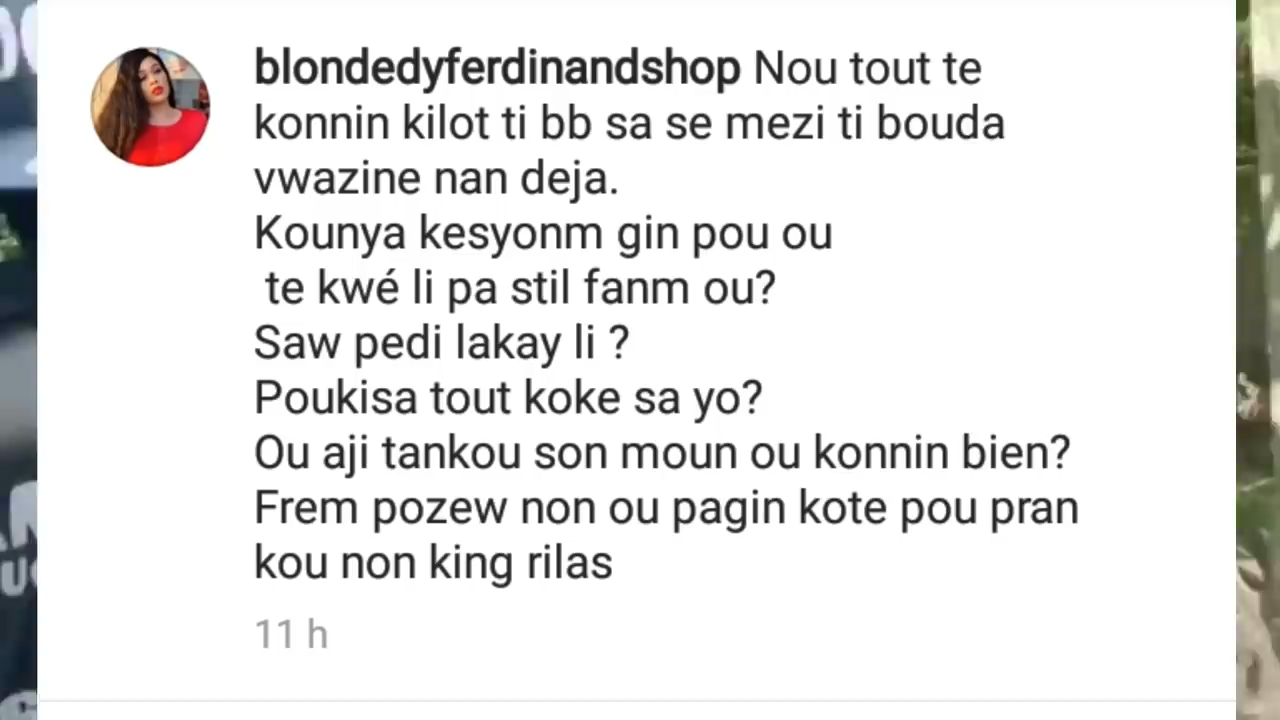 blondedyferdinandshop Nou tout te
konnin kilot ti bb sa se mezi ti bouda
vwazine nan deja.
Kounya kesyonm gin pou ou
te kwé li pa stil fanm ou?
Saw pedi lakay li ?
Poukisa tout koke sa yo?
Ou aji tankou son moun ou konnin bien?
Frem pozew non ou pagin kote pou pran
kou non king rilas
11 h